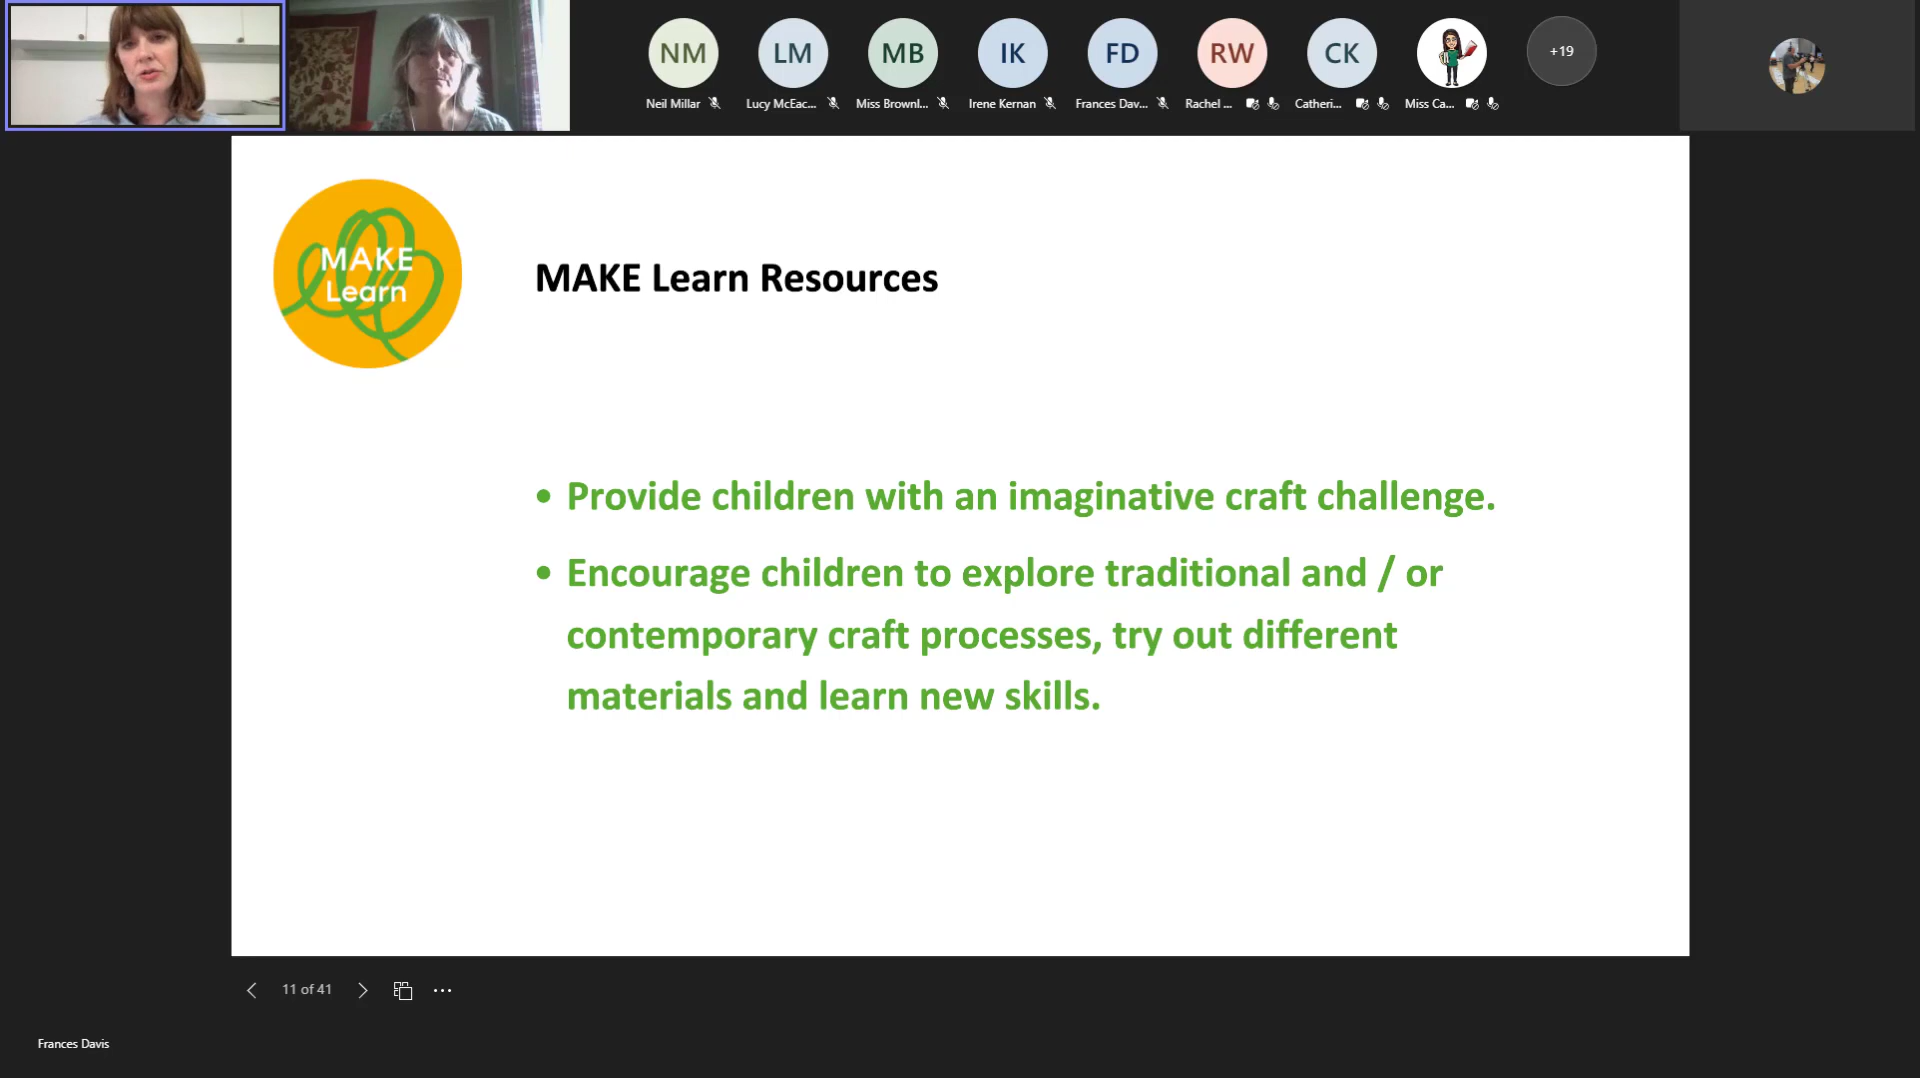 NM
LM
MB
IK
FD
RW
CK
+19
Neil Millar
Lucy McEac...
Miss Brownl...
Irene Kernan
Frances Dav...
Rachel ...
Catheri...
Miss Ca...
MAKE
Learn
MAKE Learn Resources
• Provide children with an imaginative craft challenge.
• Encourage children to explore traditional and / or
contemporary craft processes, try out different
materials and learn new skills.
11 of 41
Frances Davis